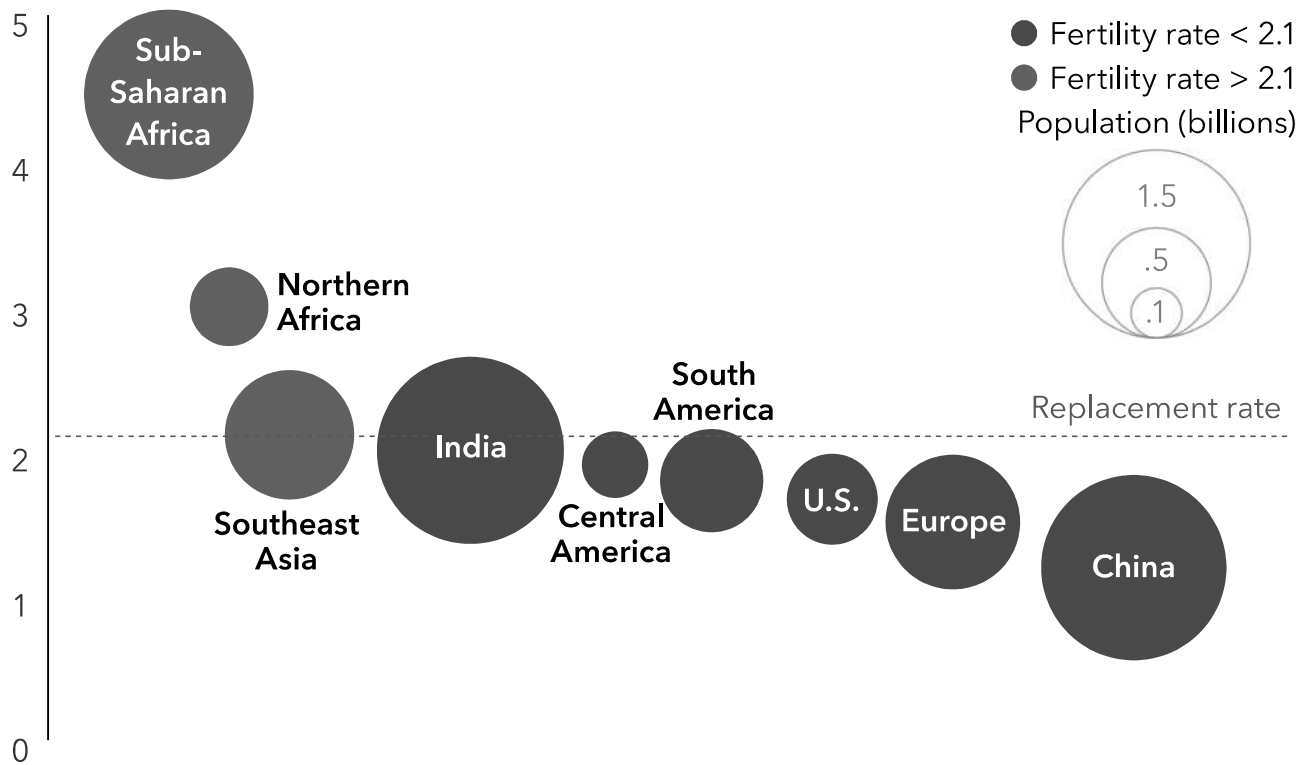 5
4
3
2
1
0
Sub-
Saharan
Africa
Northern
Africa
Southeast
Asia
India
Central
America
South
America
U.S.
Europe
China
Fertility rate < 2.1
Fertility rate > 2.1
Population (billions)
1.5
.5
.1
Replacement rate